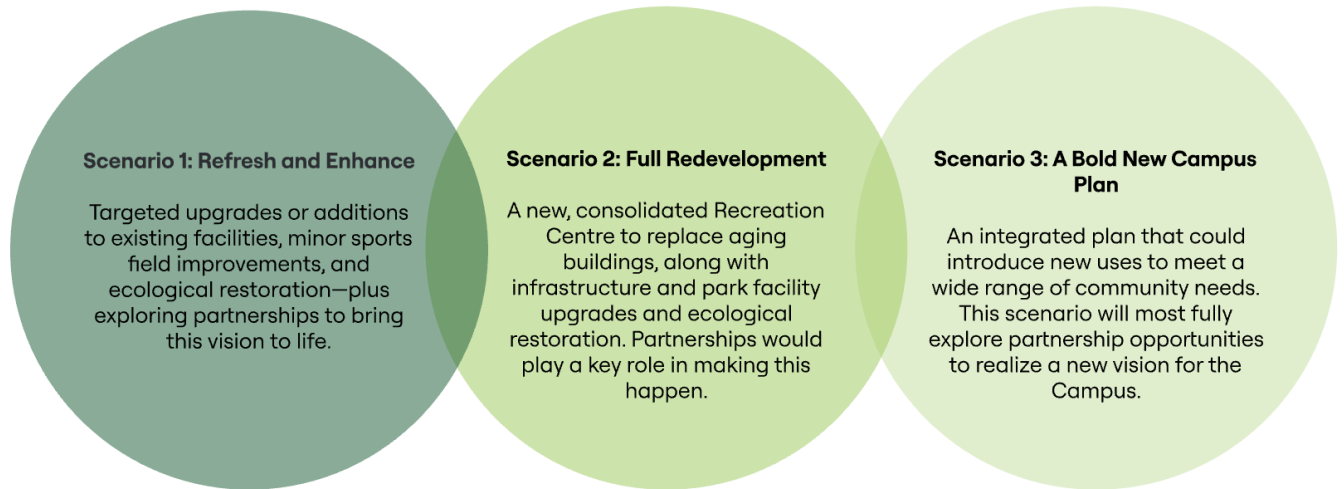 Scenario 1: Refresh and Enhance
Targeted upgrades or additions
to existing facilities, minor sports
field improvements, and
ecological restoration—plus
exploring partnerships to bring
this vision to life.
Scenario 2: Full Redevelopment
A new, consolidated Recreation
Centre to replace aging
buildings, along with
infrastructure and park facility
upgrades and ecological
restoration. Partnerships would
play a key role in making this
happen.
Scenario 3: A Bold New Campus
Plan
An integrated plan that could
introduce new uses to meet a
wide range of community needs.
This scenario will most fully
explore partnership opportunities
to realize a new vision for the
Campus.